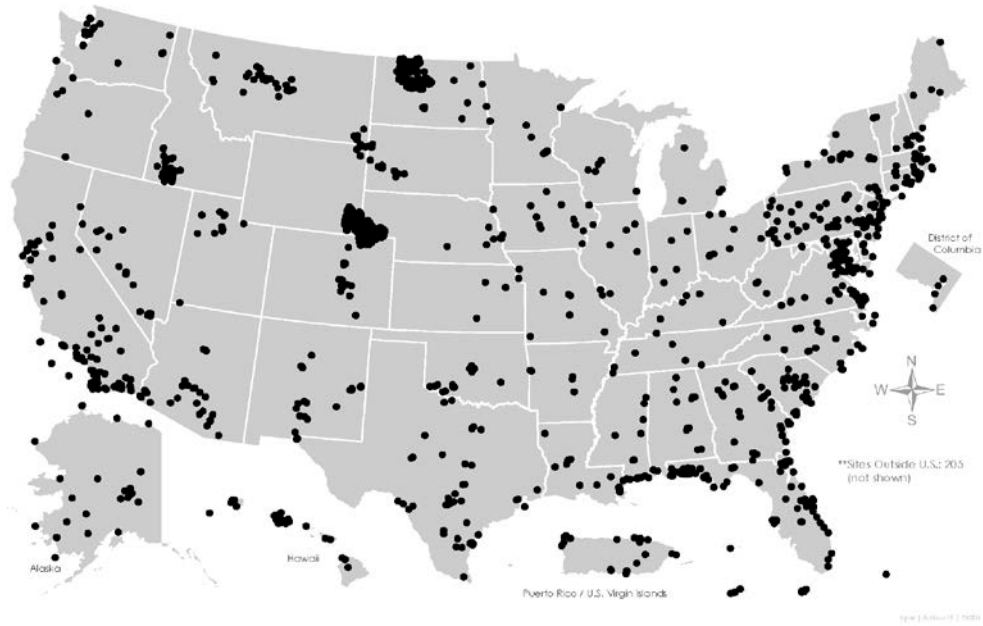 District of
Columbia
N
W E
S
**Sites Outside U.S.: 205
(not shown)
Alaska
Hawaii
Puerto Rico / U.S. Virgin Islands